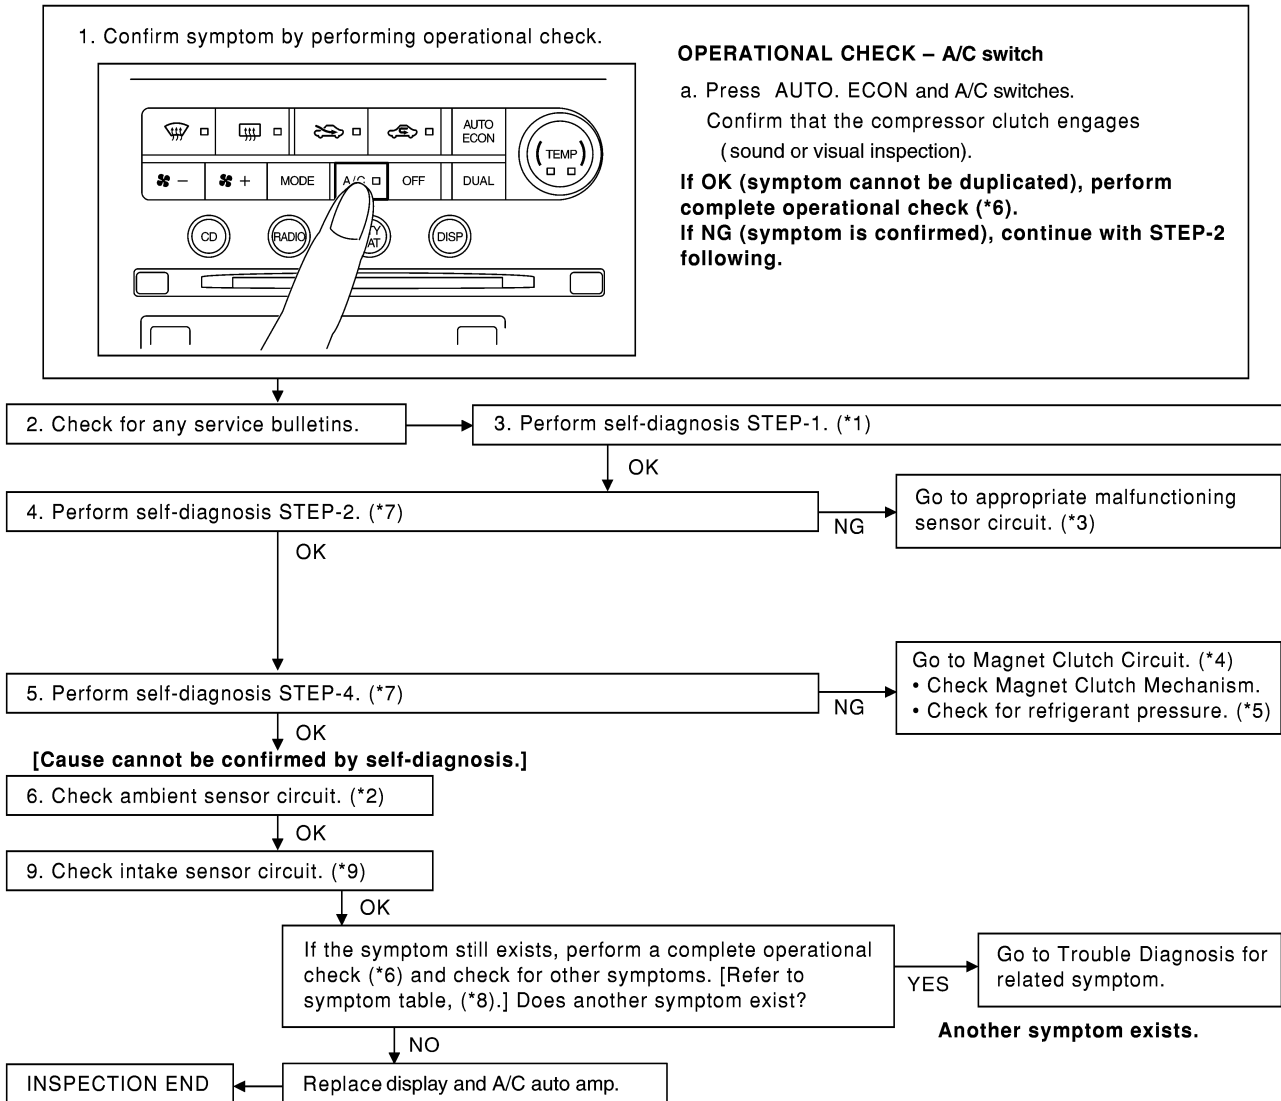 1. Confirm symptom by performing operational check.
AUTO
ECON
TEMP
MODE
A/C
OFF
DUAL
CD
RADIO
DISP
OPERATIONAL CHECK – A/C switch
a. Press AUTO. ECON and A/C switches.
Confirm that the compressor clutch engages
(sound or visual inspection).
If OK (symptom cannot be duplicated), perform
complete operational check (*6).
If NG (symptom is confirmed), continue with STEP-2
following.
2. Check for any service bulletins.
3. Perform self-diagnosis STEP-1. (*1)
OK
4. Perform self-diagnosis STEP-2. (*7)
NG
Go to appropriate malfunctioning
sensor circuit. (*3)
OK
5. Perform self-diagnosis STEP-4. (*7)
NG
Go to Magnet Clutch Circuit. (*4)
• Check Magnet Clutch Mechanism.
• Check for refrigerant pressure. (*5)
OK
[Cause cannot be confirmed by self-diagnosis.]
6. Check ambient sensor circuit. (*2)
OK
9. Check intake sensor circuit. (*9)
OK
If the symptom still exists, perform a complete operational
check (*6) and check for other symptoms. [Refer to
symptom table, (*8).] Does another symptom exist?
YES
Go to Trouble Diagnosis for
related symptom.
Another symptom exists.
NO
Replace display and A/C auto amp.
INSPECTION END